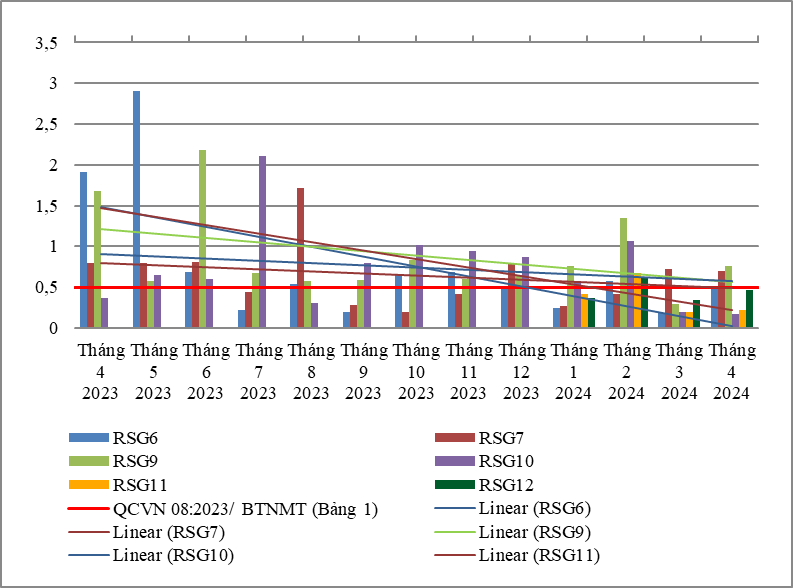 3,5
3
2,5
2
1,5
1
0,5
0
Tháng Tháng Tháng Tháng Tháng Tháng Tháng Tháng Tháng Tháng Tháng Tháng Tháng
4 5 6 7 8 9 10 11 12 1 2 3 4
2023 2023 2023 2023 2023 2023 2023 2023 2023 2024 2024 2024 2024
RSG6 RSG7
RSG9 RSG10
RSG11 RSG12
QCVN 08:2023/ BTNMT (Bảng 1) Linear (RSG6)
Linear (RSG7) Linear (RSG9)
Linear (RSG10) Linear (RSG11)